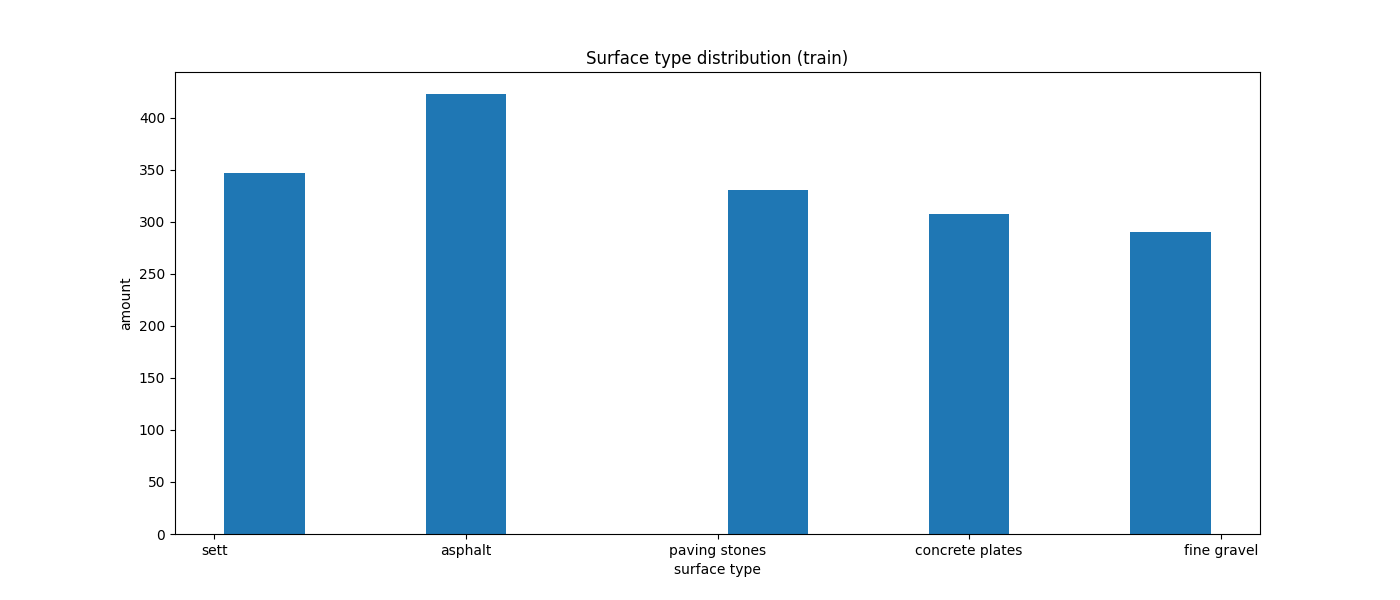 Surface type distribution (train)
amount
400
350
300
250
200
150
100
50
0
sett asphalt paving stones concrete plates fine gravel
surface type